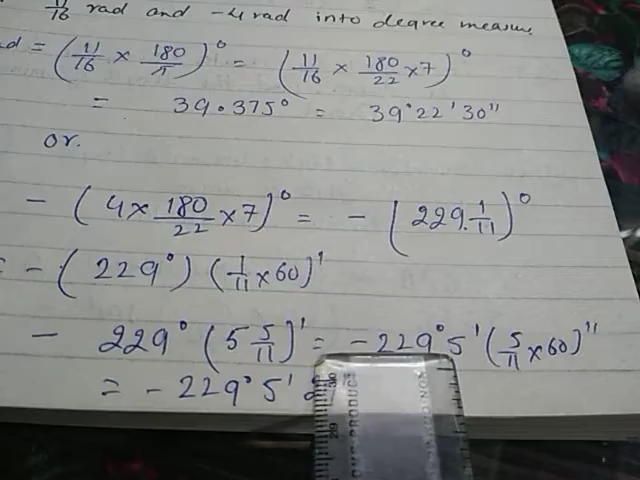 11/16 rad and -4 rad into degree measure.
= (11/16 × 180/π)° = (11/16 × 180/22 × 7)°
= 39.375° = 39°22'30"
or.
- (4 × 180/22 × 7)° = - (229.1/11)°
= - (229°) (1/11 × 60)'
- 229° (5 5/11)' = -229°5' (5/11 × 60)"
= - 229°5'